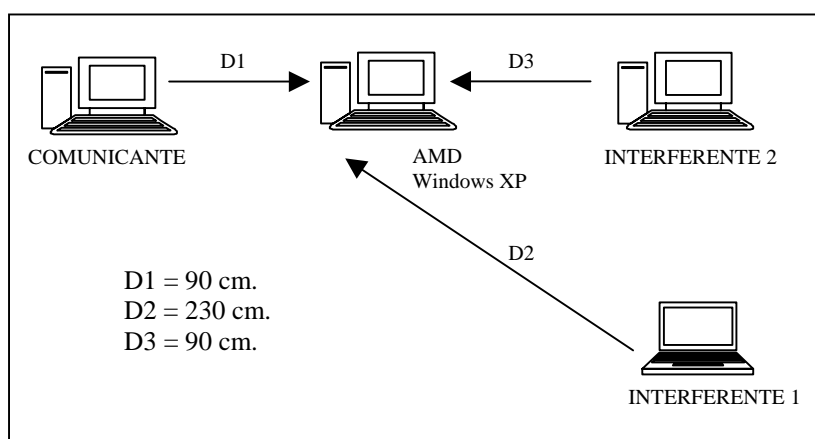 D1
D3
COMUNICANTE
AMD
Windows XP
INTERFERENTE 2
D2
D1 = 90 cm.
D2 = 230 cm.
D3 = 90 cm.
INTERFERENTE 1